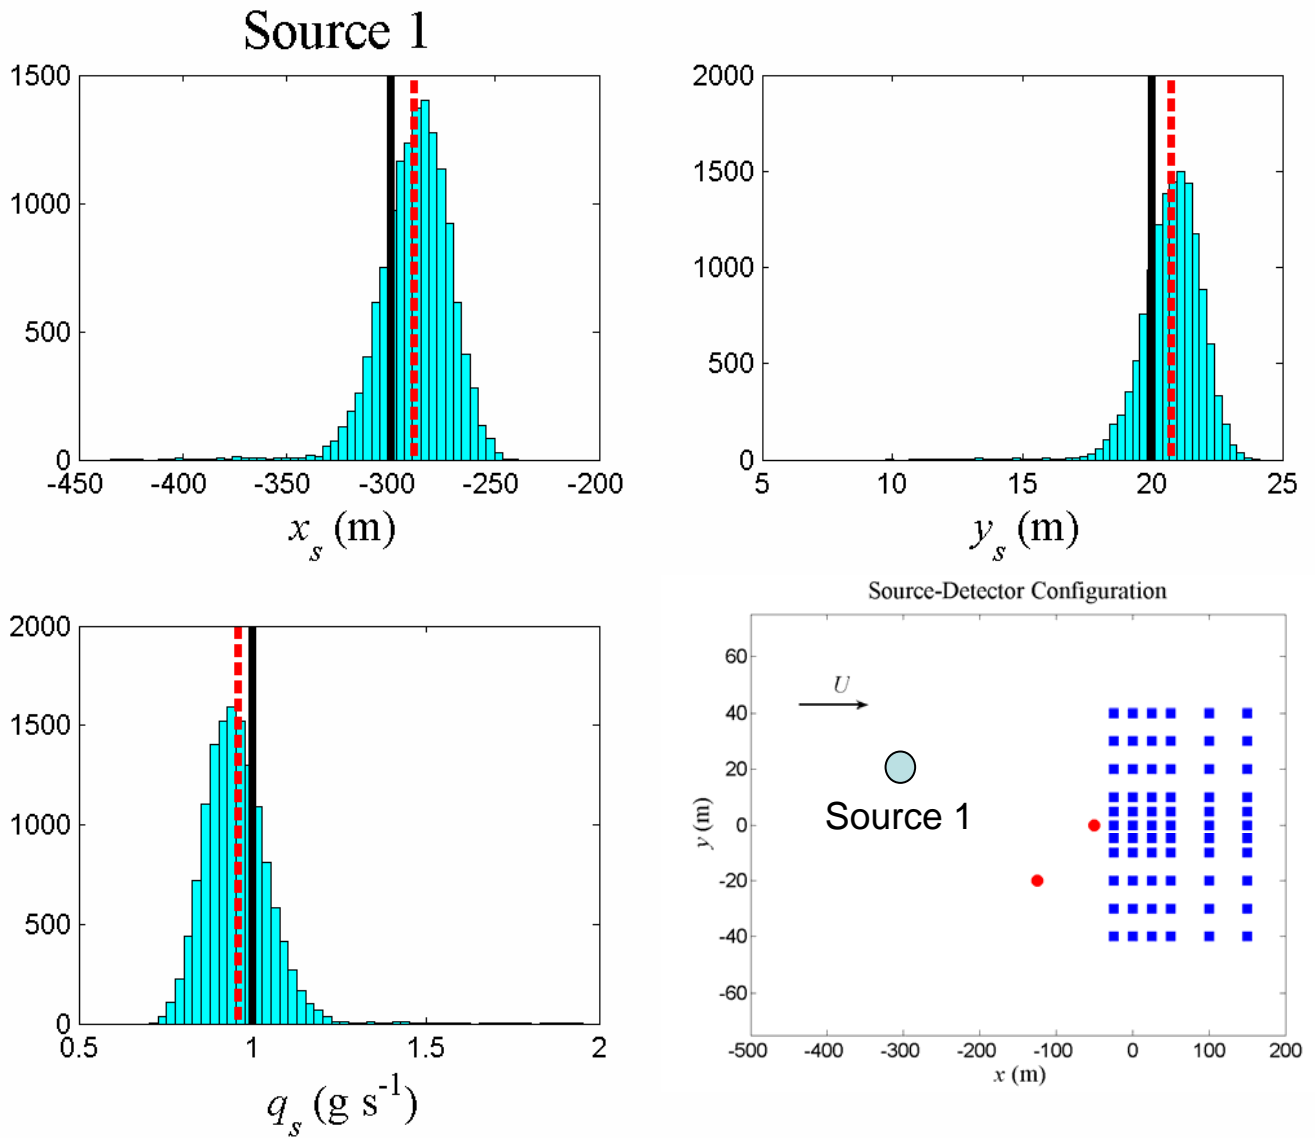 Source 1
1500
1000
500
0
-450 -400 -350 -300 -250 -200
x_s (m)
2000
1500
1000
500
0
5 10 15 20 25
y_s (m)
2000
1500
1000
500
0
0.5 1 1.5 2
q_s (g s^-1)
Source-Detector Configuration
60
40
20
0
-20
-40
-60
y (m)
U
Source 1
-500 -400 -300 -200 -100 0 100 200
x (m)